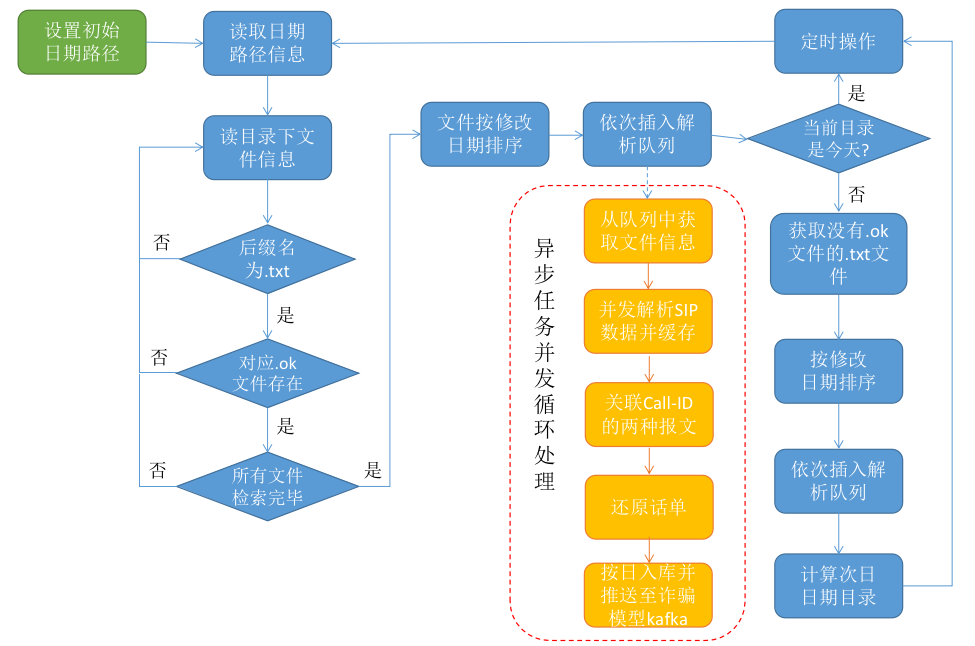 设置初始
日期路径
读取日期
路径信息
定时操作
是
读目录下文
件信息
文件按修改
日期排序
依次插入解
析队列
当前目录
是今天?
否
后缀名
为.txt
否
是
对应.ok
文件存在
否
是
所有文件
检索完毕
否
是
异步任务并发循环处理
从队列中获
取文件信息
并发解析SIP
数据并缓存
关联Call-ID
的两种报文
还原话单
按日入库并
推送至诈骗
模型kafka
获取没有.ok
文件的.txt文
件
按修改
日期排序
依次插入解
析队列
计算次日
日期目录